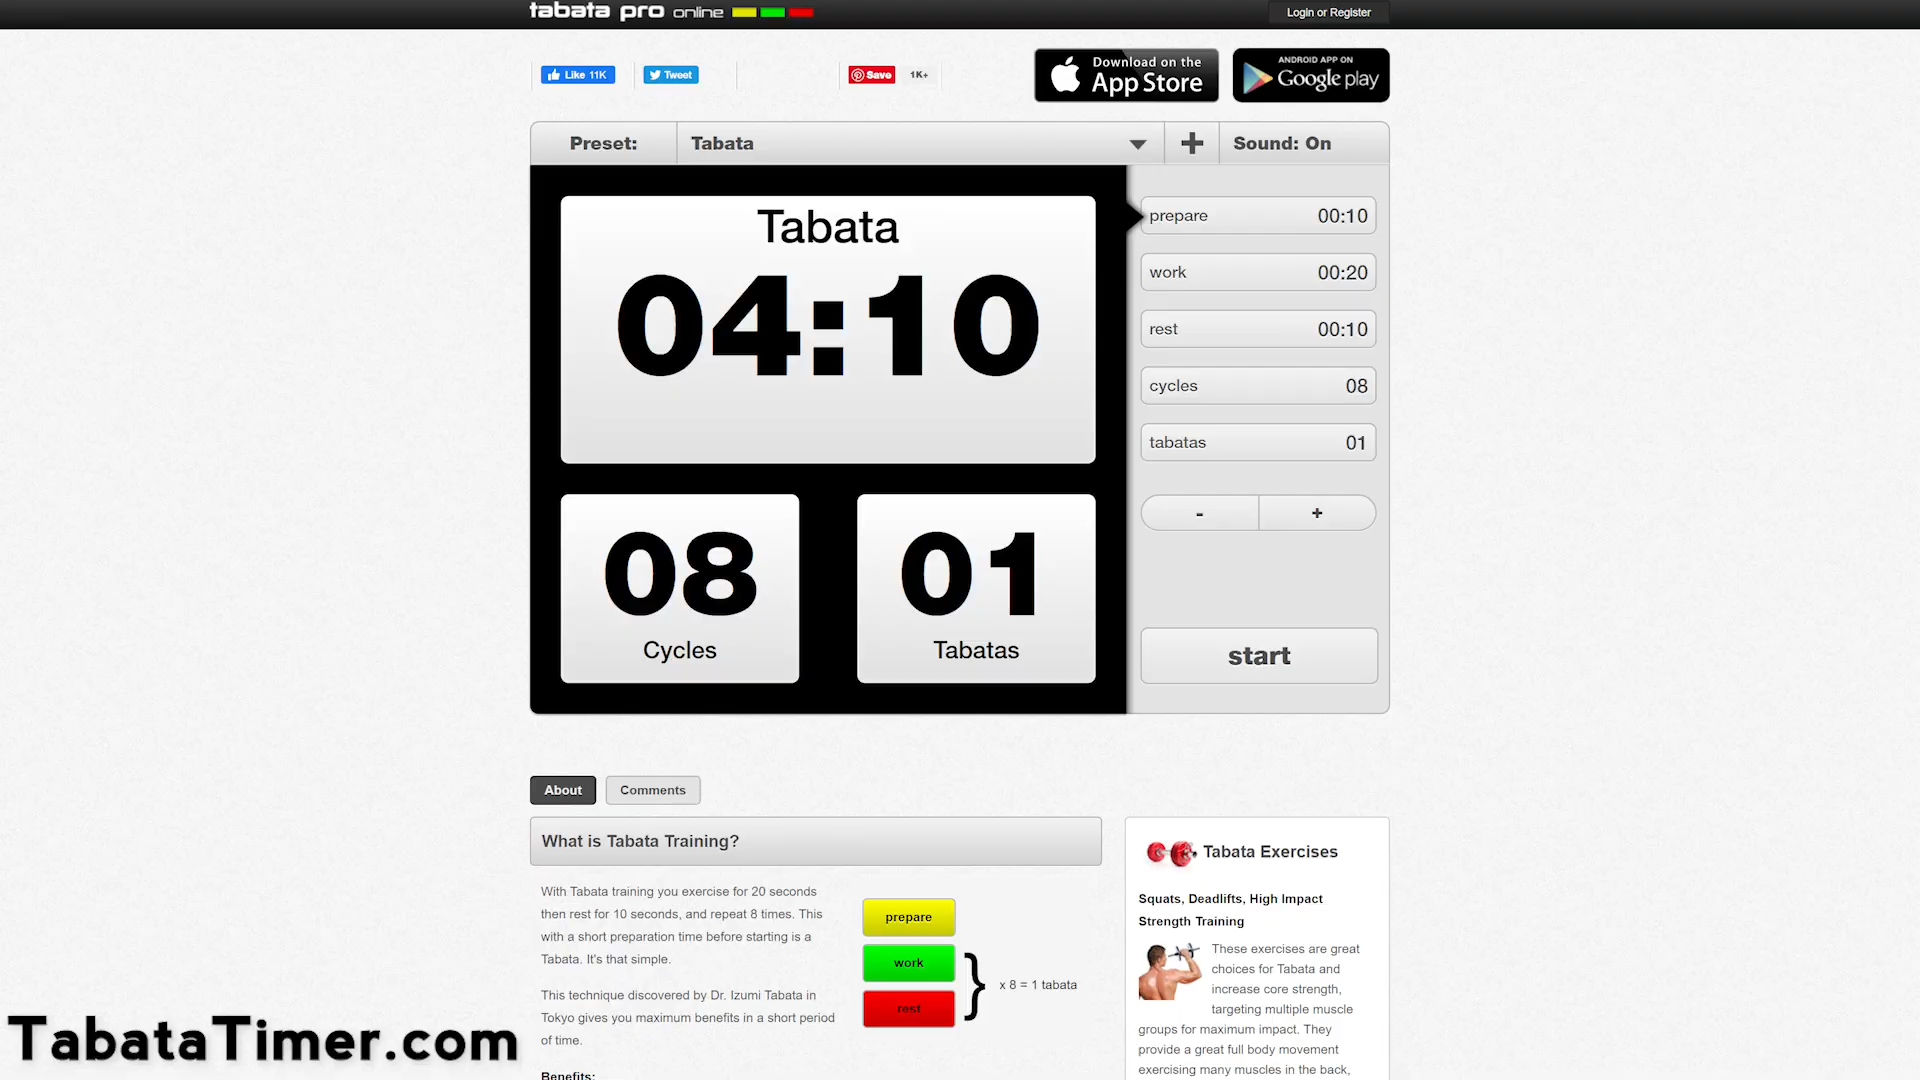 tabata pro online
Login or Register
Like 11K
Tweet
Save
1K+
Download on the
App Store
ANDROID APP ON
Google play
Preset:
Tabata
Sound: On
Tabata
04:10
08
Cycles
01
Tabatas
prepare 00:10
work 00:20
rest 00:10
cycles 08
tabatas 01
- +
start
About
Comments
What is Tabata Training?
With Tabata training you exercise for 20 seconds
then rest for 10 seconds, and repeat 8 times. This
with a short preparation time before starting is a
Tabata. It's that simple.
This technique discovered by Dr. Izumi Tabata in
Tokyo gives you maximum benefits in a short period
of time.
Benefits:
prepare
work
rest
} x 8 = 1 tabata
Tabata Exercises
Squats, Deadlifts, High Impact
Strength Training
These exercises are great
choices for Tabata and
increase core strength,
targeting multiple muscle
groups for maximum impact. They
provide a great full body movement
exercising many muscles in the back,
TabataTimer.com